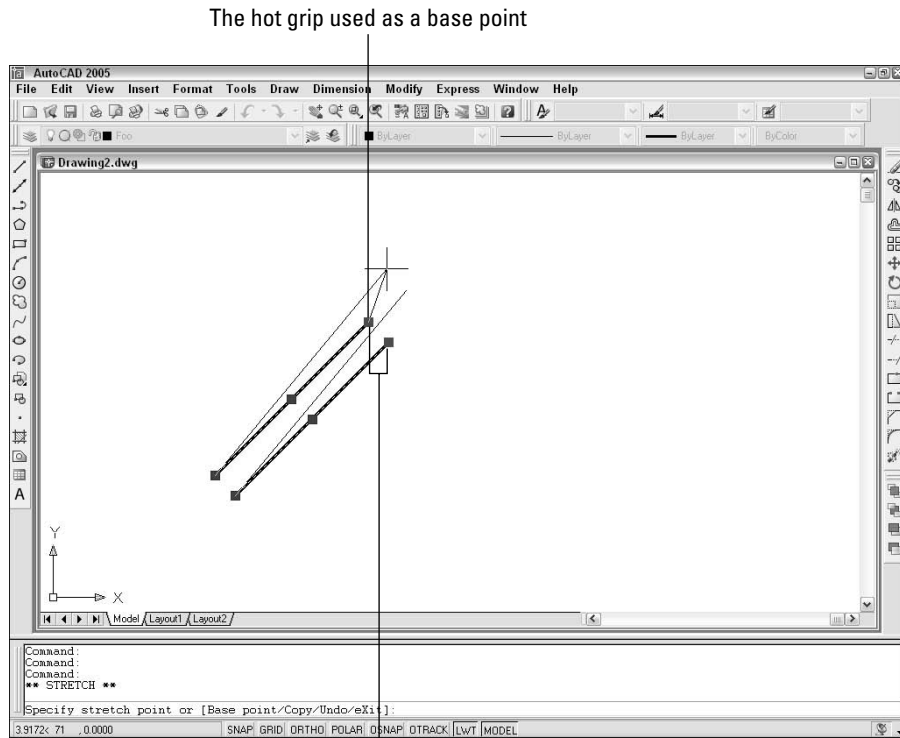 The hot grip used as a base point
AutoCAD 2005
File Edit View Insert Format Tools Draw Dimension Modify Express Window Help
Foo ByLayer ByLayer ByLayer ByColor
Drawing2.dwg
Y
X
Model Layout1 Layout2
Command:
Command:
Command:
** STRETCH **
Specify stretch point or [Base point/Copy/Undo/eXit]:
3.9172< 71 , 0.0000 SNAP GRID ORTHO POLAR OSNAP OTRACK LWT MODEL